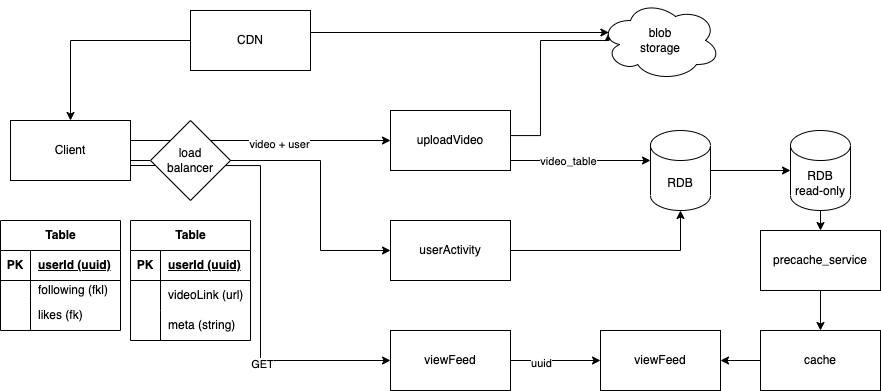 CDN
blob
storage
Client
load
balancer
video + user
uploadVideo
video_table
RDB
RDB
read-only
userActivity
precache_service
Table
PK userId (uuid)
following (fkl)
likes (fk)
Table
PK userId (uuid)
videoLink (url)
meta (string)
GET
viewFeed
uuid
viewFeed
cache